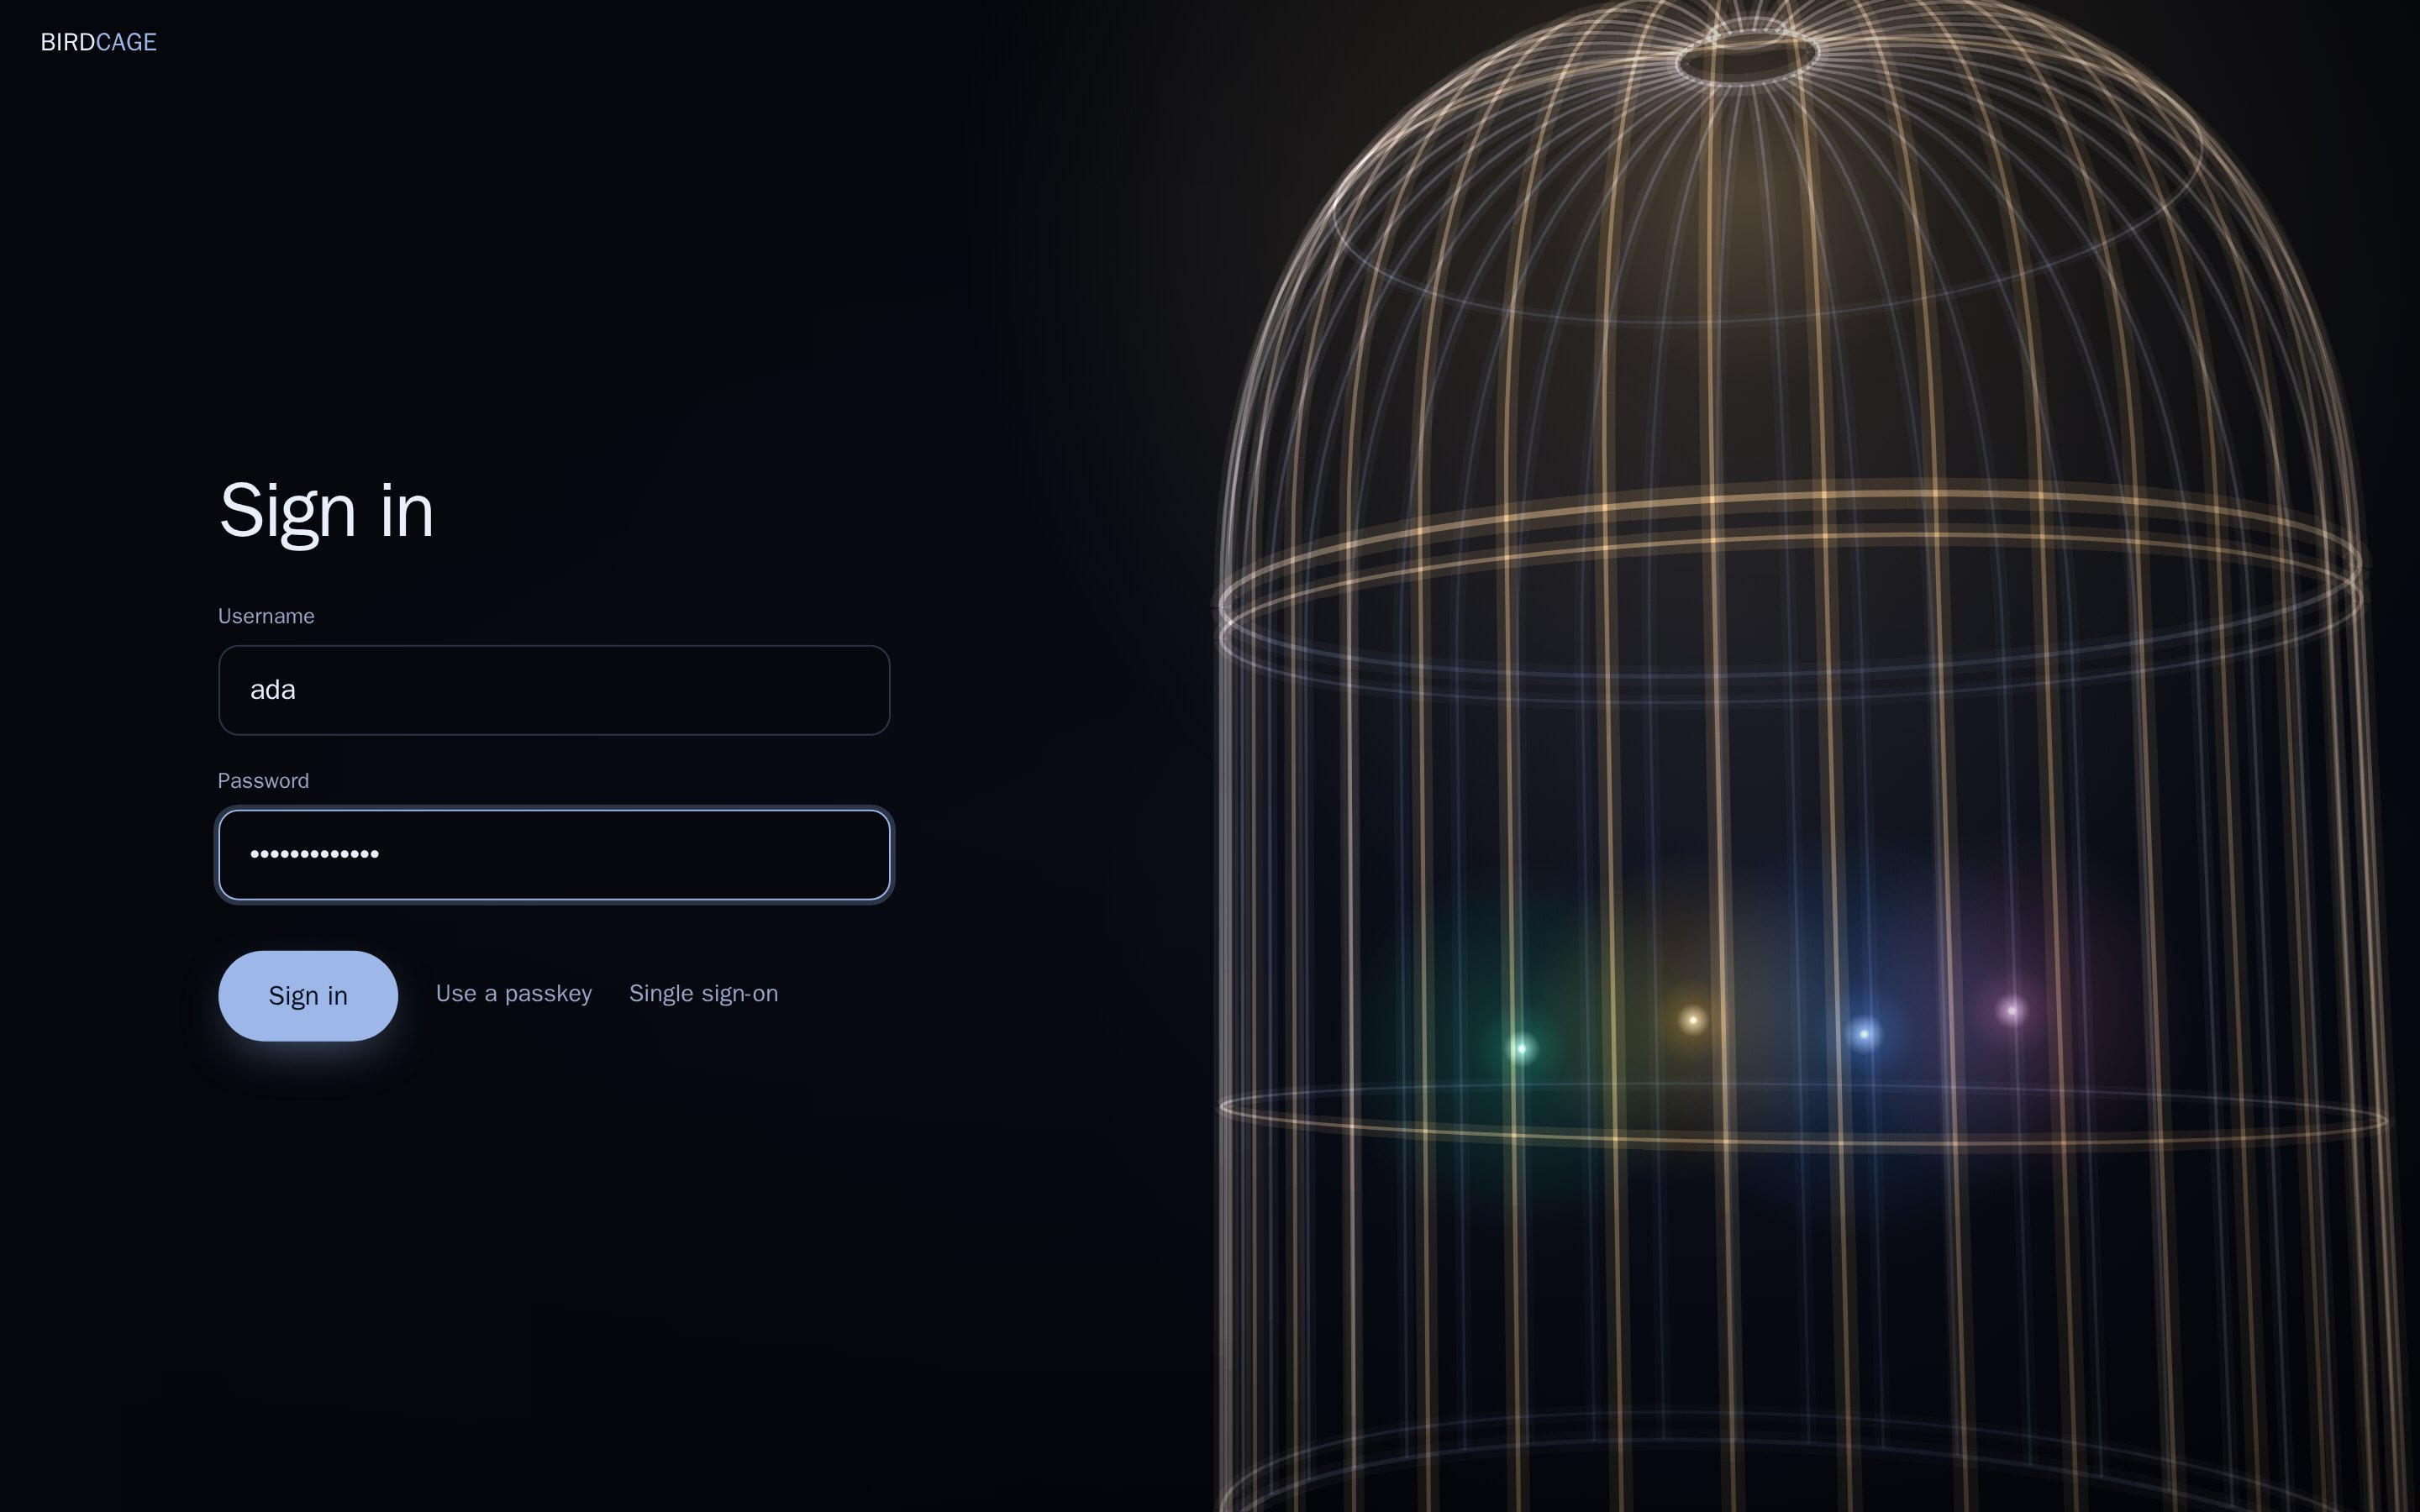 BIRDCAGE
Sign in
Username
ada
Password
•••••••••••••
Sign in Use a passkey Single sign-on